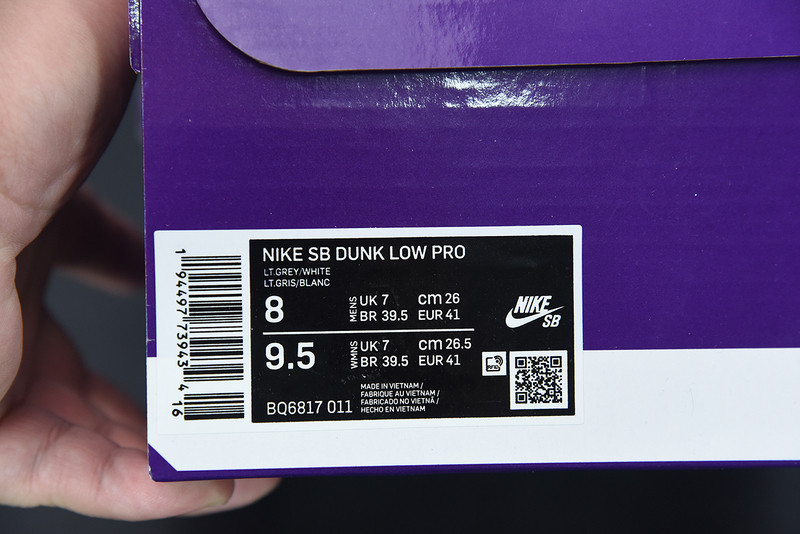 NIKE SB DUNK LOW PRO
LT.GREY/WHITE
LT.GRIS/BLANC
8
MENS
UK 7
cm 26
BR 39.5
EUR 41
9.5
WMNS
UK 7
cm 26.5
BR 39.5
EUR 41
BQ6817 011
MADE IN VIETNAM /
FABRIQUE AU VIETNAM /
FABRICADO NO VIETNÃ /
HECHO EN VIETNAM
NIKE
SB
1 94497 73943 4 16